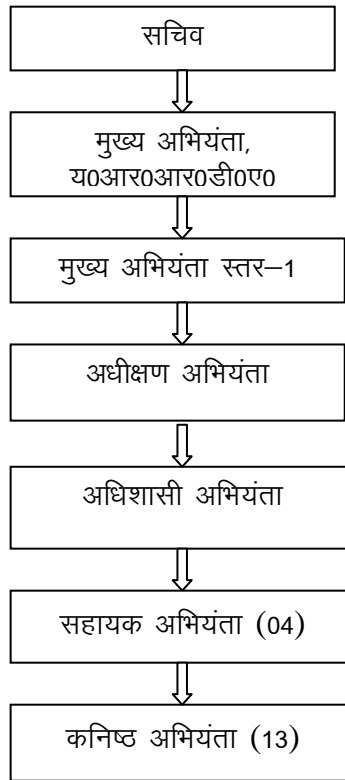 सचिव
मुख्य अभियंता,
य0आर0आर0डी0ए0
मुख्य अभियंता स्तर–1
अधीक्षण अभियंता
अधिशासी अभियंता
सहायक अभियंता (04)
कनिष्ठ अभियंता (13)